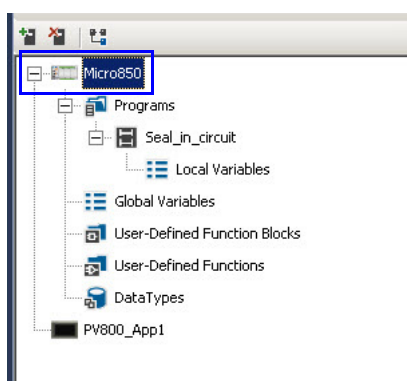 Micro850
Programs
Seal_in_circuit
Local Variables
Global Variables
User-Defined Function Blocks
User-Defined Functions
DataTypes
PV800_App1